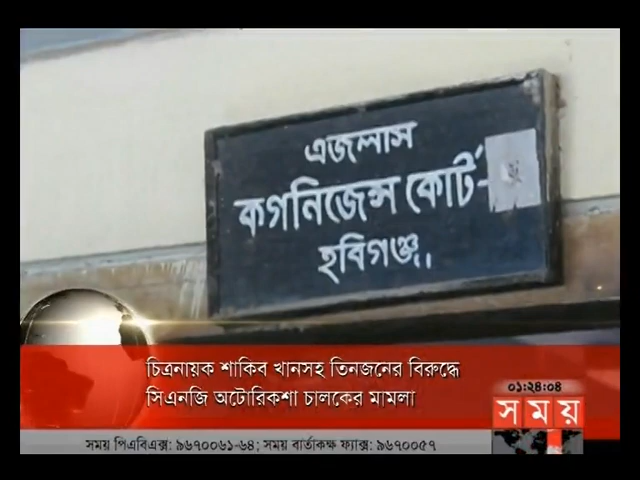 এজলাস
কগনিজেন্স কোর্ট-
হবিগঞ্জ।
চিত্রনায়ক শাকিব খানসহ তিনজনের বিরুদ্ধে
সিএনজি অটোরিকশা চালকের মামলা
০১:২৪:০৪
সময়
সময় পিএবিএক্স: ৯৬৭০০৬১-৬৪; সময় বার্তাকক্ষ ফ্যাক্স: ৯৬৭০০৫৭